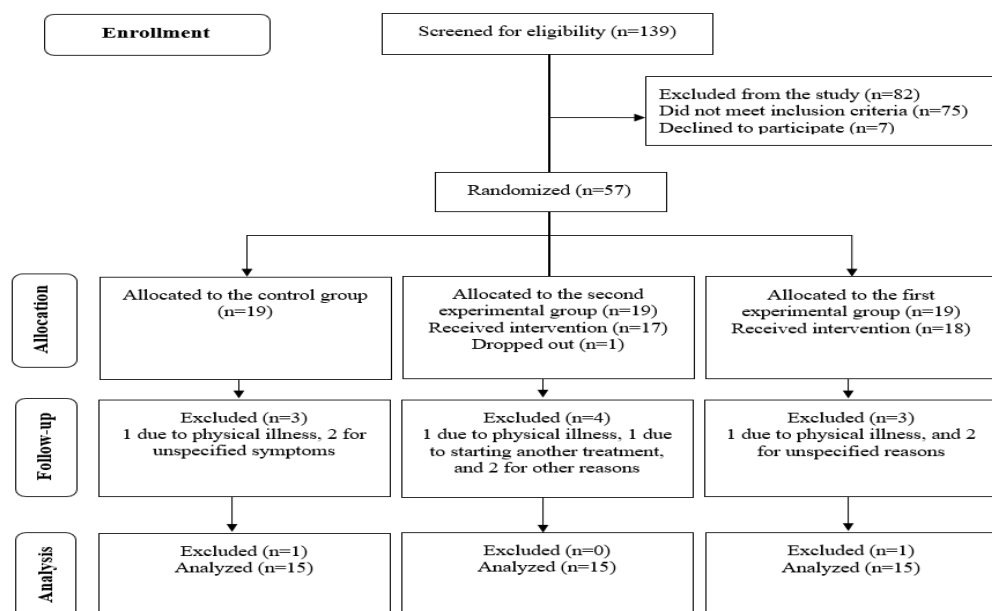 Enrollment
Screened for eligibility (n=139)
Excluded from the study (n=82)
Did not meet inclusion criteria (n=75)
Declined to participate (n=7)
Randomized (n=57)
Allocation
Allocated to the control group
(n=19)
Allocated to the second
experimental group (n=19)
Received intervention (n=17)
Dropped out (n=1)
Allocated to the first
experimental group (n=19)
Received intervention (n=18)
Follow-up
Excluded (n=3)
1 due to physical illness, 2 for
unspecified symptoms
Excluded (n=4)
1 due to physical illness, 1 due
to starting another treatment,
and 2 for other reasons
Excluded (n=3)
1 due to physical illness, and 2
for unspecified reasons
Analysis
Excluded (n=1)
Analyzed (n=15)
Excluded (n=0)
Analyzed (n=15)
Excluded (n=1)
Analyzed (n=15)